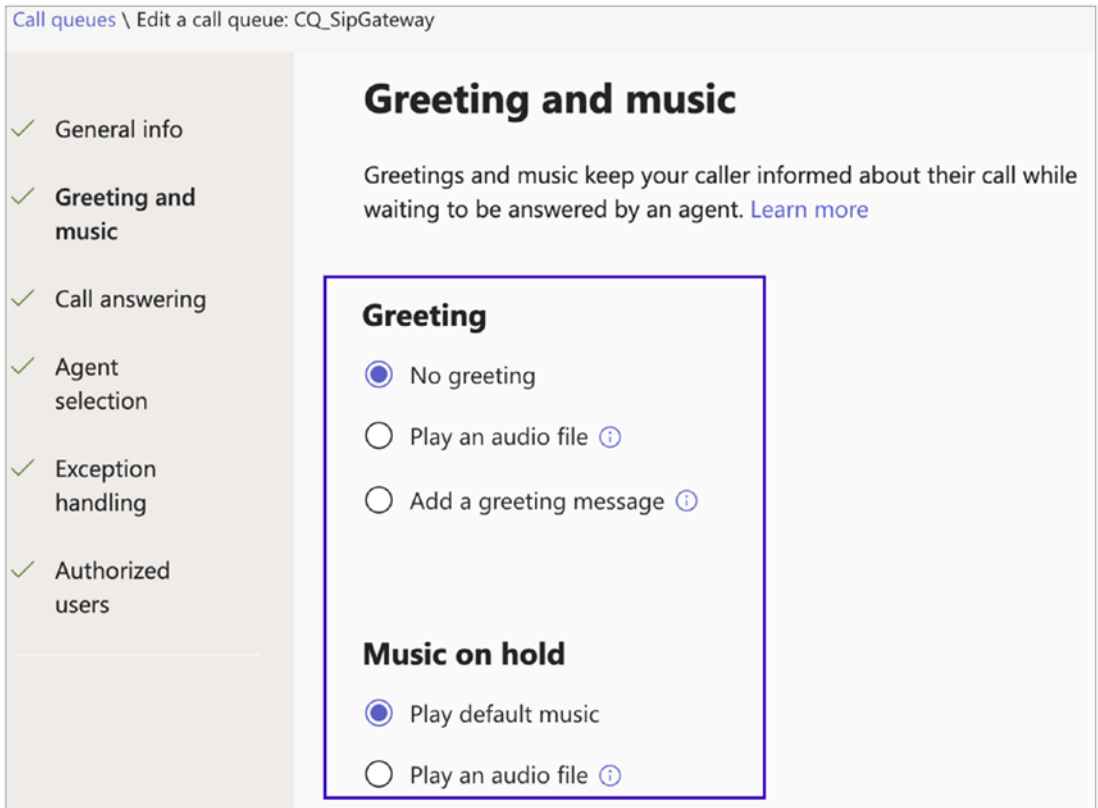 Call queues \ Edit a call queue: CQ_SipGateway
General info
Greeting and
music
Call answering
Agent
selection
Exception
handling
Authorized
users
Greeting and music
Greetings and music keep your caller informed about their call while
waiting to be answered by an agent. Learn more
Greeting
No greeting
Play an audio file
Add a greeting message
Music on hold
Play default music
Play an audio file